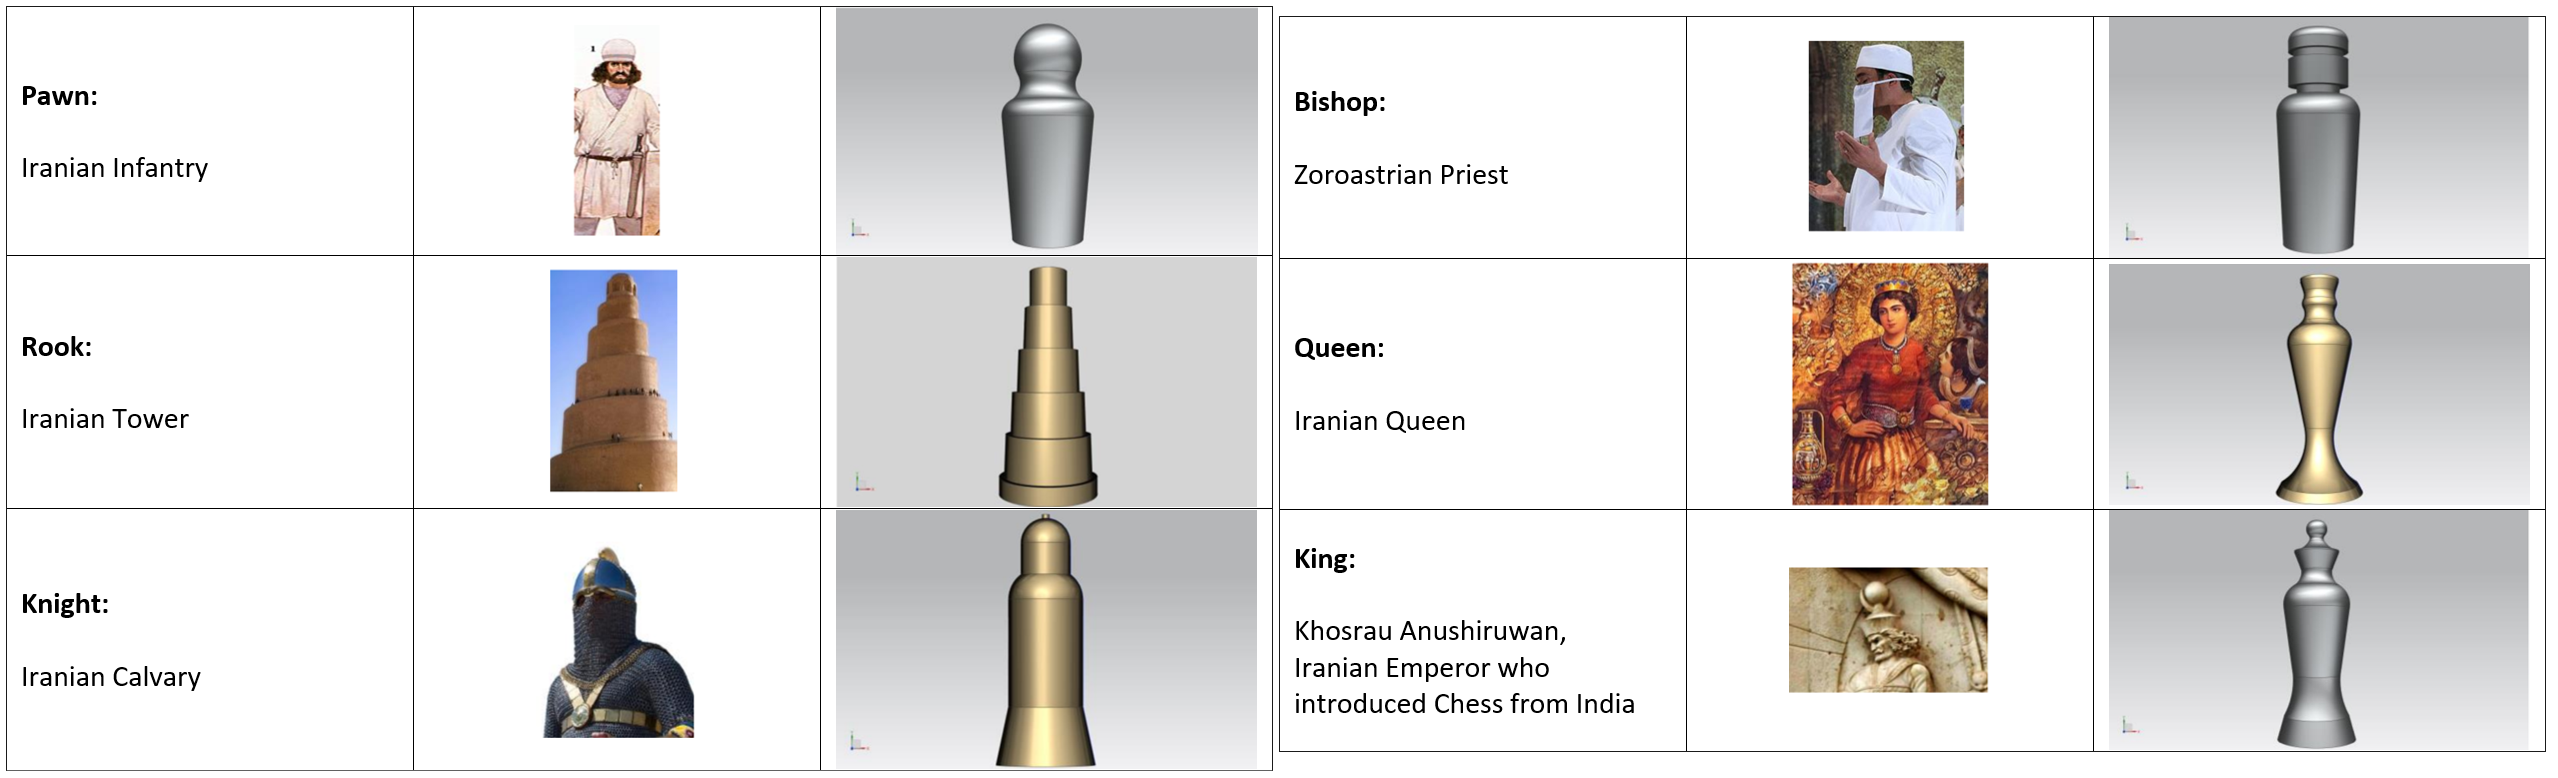 Pawn:
Iranian Infantry
1
Rook:
Iranian Tower
Knight:
Iranian Calvary
Bishop:
Zoroastrian Priest
Queen:
Iranian Queen
King:
Khosrau Anushiruwan,
Iranian Emperor who
introduced Chess from India